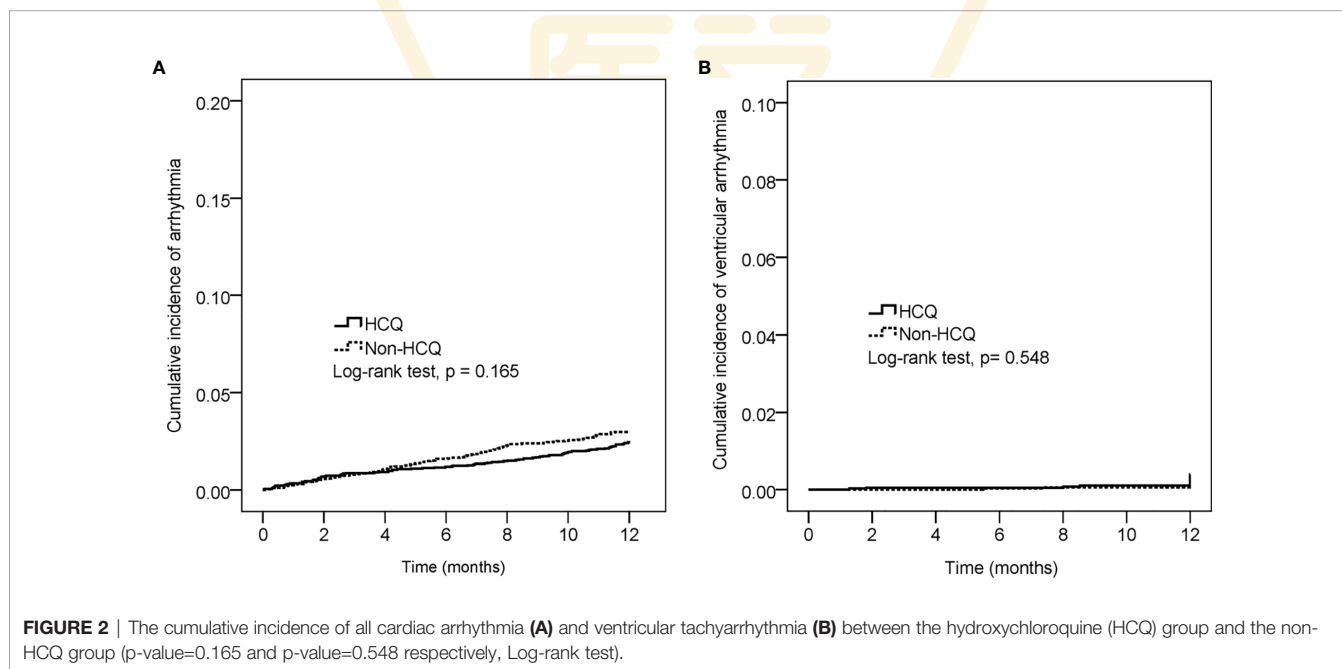 A
Cumulative incidence of arrhythmia
0.20
0.15
0.10
0.05
0.00
HCQ
Non-HCQ
Log-rank test, p = 0.165
0 2 4 6 8 10 12
Time (months)
B
Cumulative incidence of ventricular arrhythmia
0.10
0.08
0.06
0.04
0.02
0.00
HCQ
Non-HCQ
Log-rank test, p= 0.548
0 2 4 6 8 10 12
Time (months)
FIGURE 2 | The cumulative incidence of all cardiac arrhythmia (A) and ventricular tachyarrhythmia (B) between the hydroxychloroquine (HCQ) group and the non-
HCQ group (p-value=0.165 and p-value=0.548 respectively, Log-rank test).